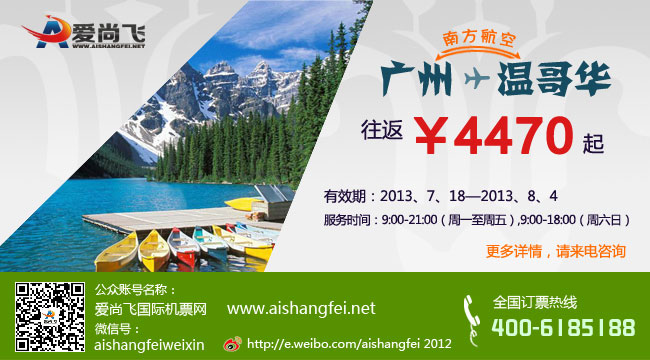 爱尚飞
WWW.AISHANGFEI.NET
南方航空
广州 温哥华
往返 ￥4470 起
有效期：2013、7、18—2013、8、4
服务时间：9:00-21:00（周一至周五）,9:00-18:00（周六日）
更多详情，请来电咨询
公众账号名称：
爱尚飞国际机票网
微信号：
aishangfeiweixin
www.aishangfei.net
http://e.weibo.com/aishangfei 2012
全国订票热线
400-6185188